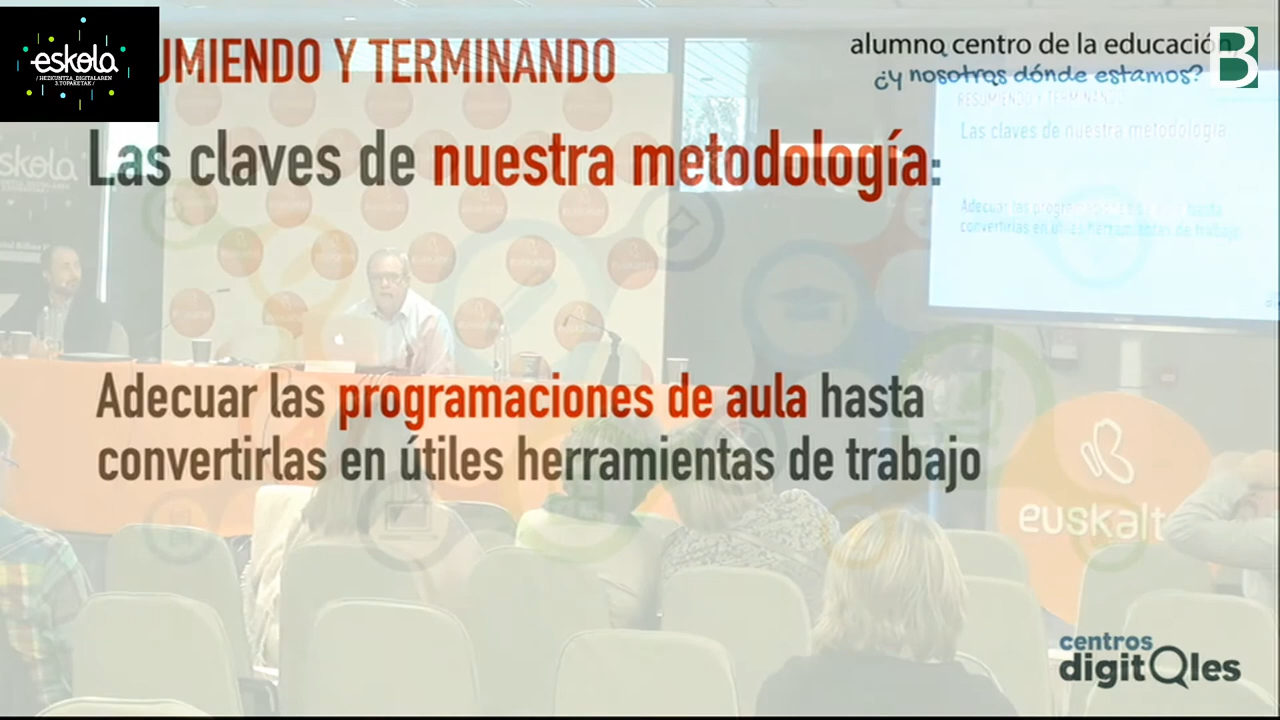 eskola
/ HEZKUNTZA_DIGITALAREN
3.TOPAKETAK /
UMIENDO Y TERMINANDO
alumno centro de la educación
¿y nosotros dónde estamos?
B
Las claves de nuestra metodología:
RESUMIENDO Y TERMINANDO
Las claves de nuestra metodología
Adecuar las programaciones de aula hasta
convertirlas en útiles herramientas de trabajo
skola
Adecuar las programaciones de aula hasta
convertirlas en útiles herramientas de trabajo
euskalt
centros
digitales